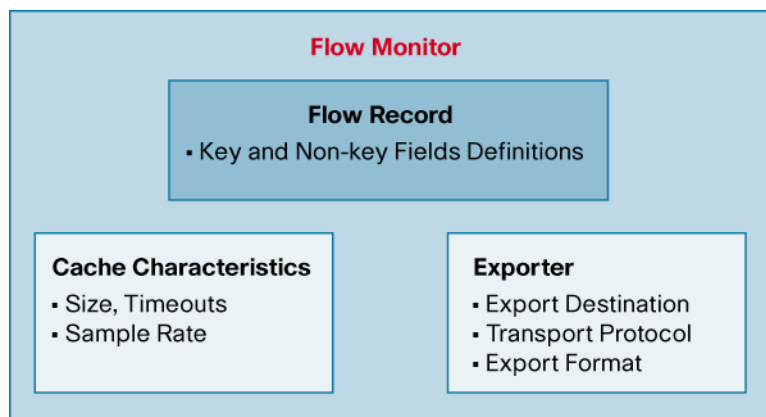 Flow Monitor
Flow Record
▪ Key and Non-key Fields Definitions
Cache Characteristics
▪ Size, Timeouts
▪ Sample Rate
Exporter
▪ Export Destination
▪ Transport Protocol
▪ Export Format